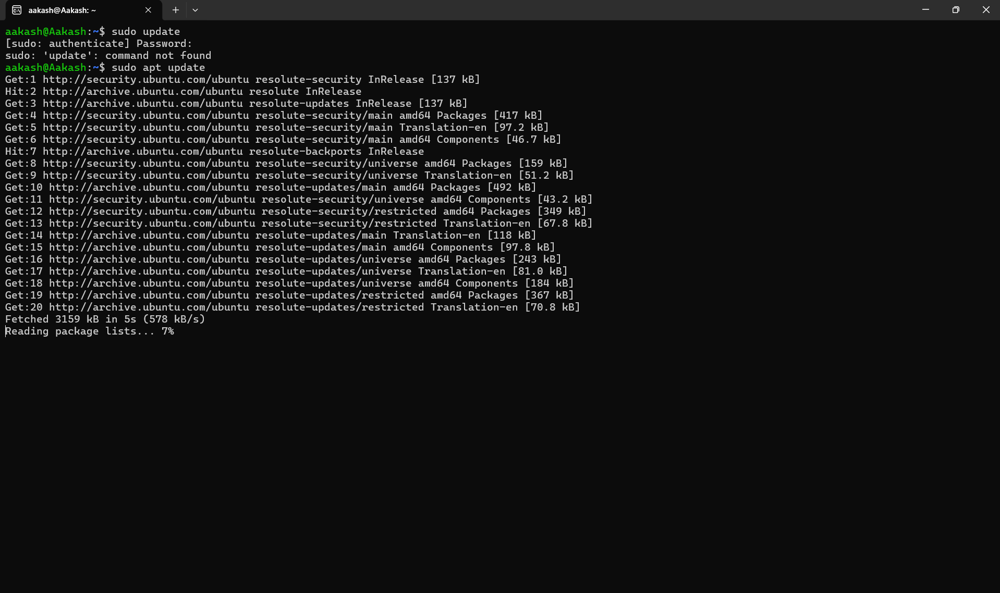 aakash@Aakash: ~
aakash@Aakash:~$ sudo update
[sudo: authenticate] Password:
sudo: 'update': command not found
aakash@Aakash:~$ sudo apt update
Get:1 http://security.ubuntu.com/ubuntu resolute-security InRelease [137 kB]
Hit:2 http://archive.ubuntu.com/ubuntu resolute InRelease
Get:3 http://archive.ubuntu.com/ubuntu resolute-updates InRelease [137 kB]
Get:4 http://security.ubuntu.com/ubuntu resolute-security/main amd64 Packages [417 kB]
Get:5 http://security.ubuntu.com/ubuntu resolute-security/main Translation-en [97.2 kB]
Get:6 http://security.ubuntu.com/ubuntu resolute-security/main amd64 Components [46.7 kB]
Hit:7 http://archive.ubuntu.com/ubuntu resolute-backports InRelease
Get:8 http://security.ubuntu.com/ubuntu resolute-security/universe amd64 Packages [159 kB]
Get:9 http://security.ubuntu.com/ubuntu resolute-security/universe Translation-en [51.2 kB]
Get:10 http://archive.ubuntu.com/ubuntu resolute-updates/main amd64 Packages [492 kB]
Get:11 http://security.ubuntu.com/ubuntu resolute-security/universe amd64 Components [43.2 kB]
Get:12 http://security.ubuntu.com/ubuntu resolute-security/restricted amd64 Packages [349 kB]
Get:13 http://security.ubuntu.com/ubuntu resolute-security/restricted Translation-en [67.8 kB]
Get:14 http://archive.ubuntu.com/ubuntu resolute-updates/main Translation-en [118 kB]
Get:15 http://archive.ubuntu.com/ubuntu resolute-updates/main amd64 Components [97.8 kB]
Get:16 http://archive.ubuntu.com/ubuntu resolute-updates/universe amd64 Packages [243 kB]
Get:17 http://archive.ubuntu.com/ubuntu resolute-updates/universe Translation-en [81.0 kB]
Get:18 http://archive.ubuntu.com/ubuntu resolute-updates/universe amd64 Components [184 kB]
Get:19 http://archive.ubuntu.com/ubuntu resolute-updates/restricted amd64 Packages [367 kB]
Get:20 http://archive.ubuntu.com/ubuntu resolute-updates/restricted Translation-en [70.8 kB]
Fetched 3159 kB in 5s (578 kB/s)
Reading package lists... 7%